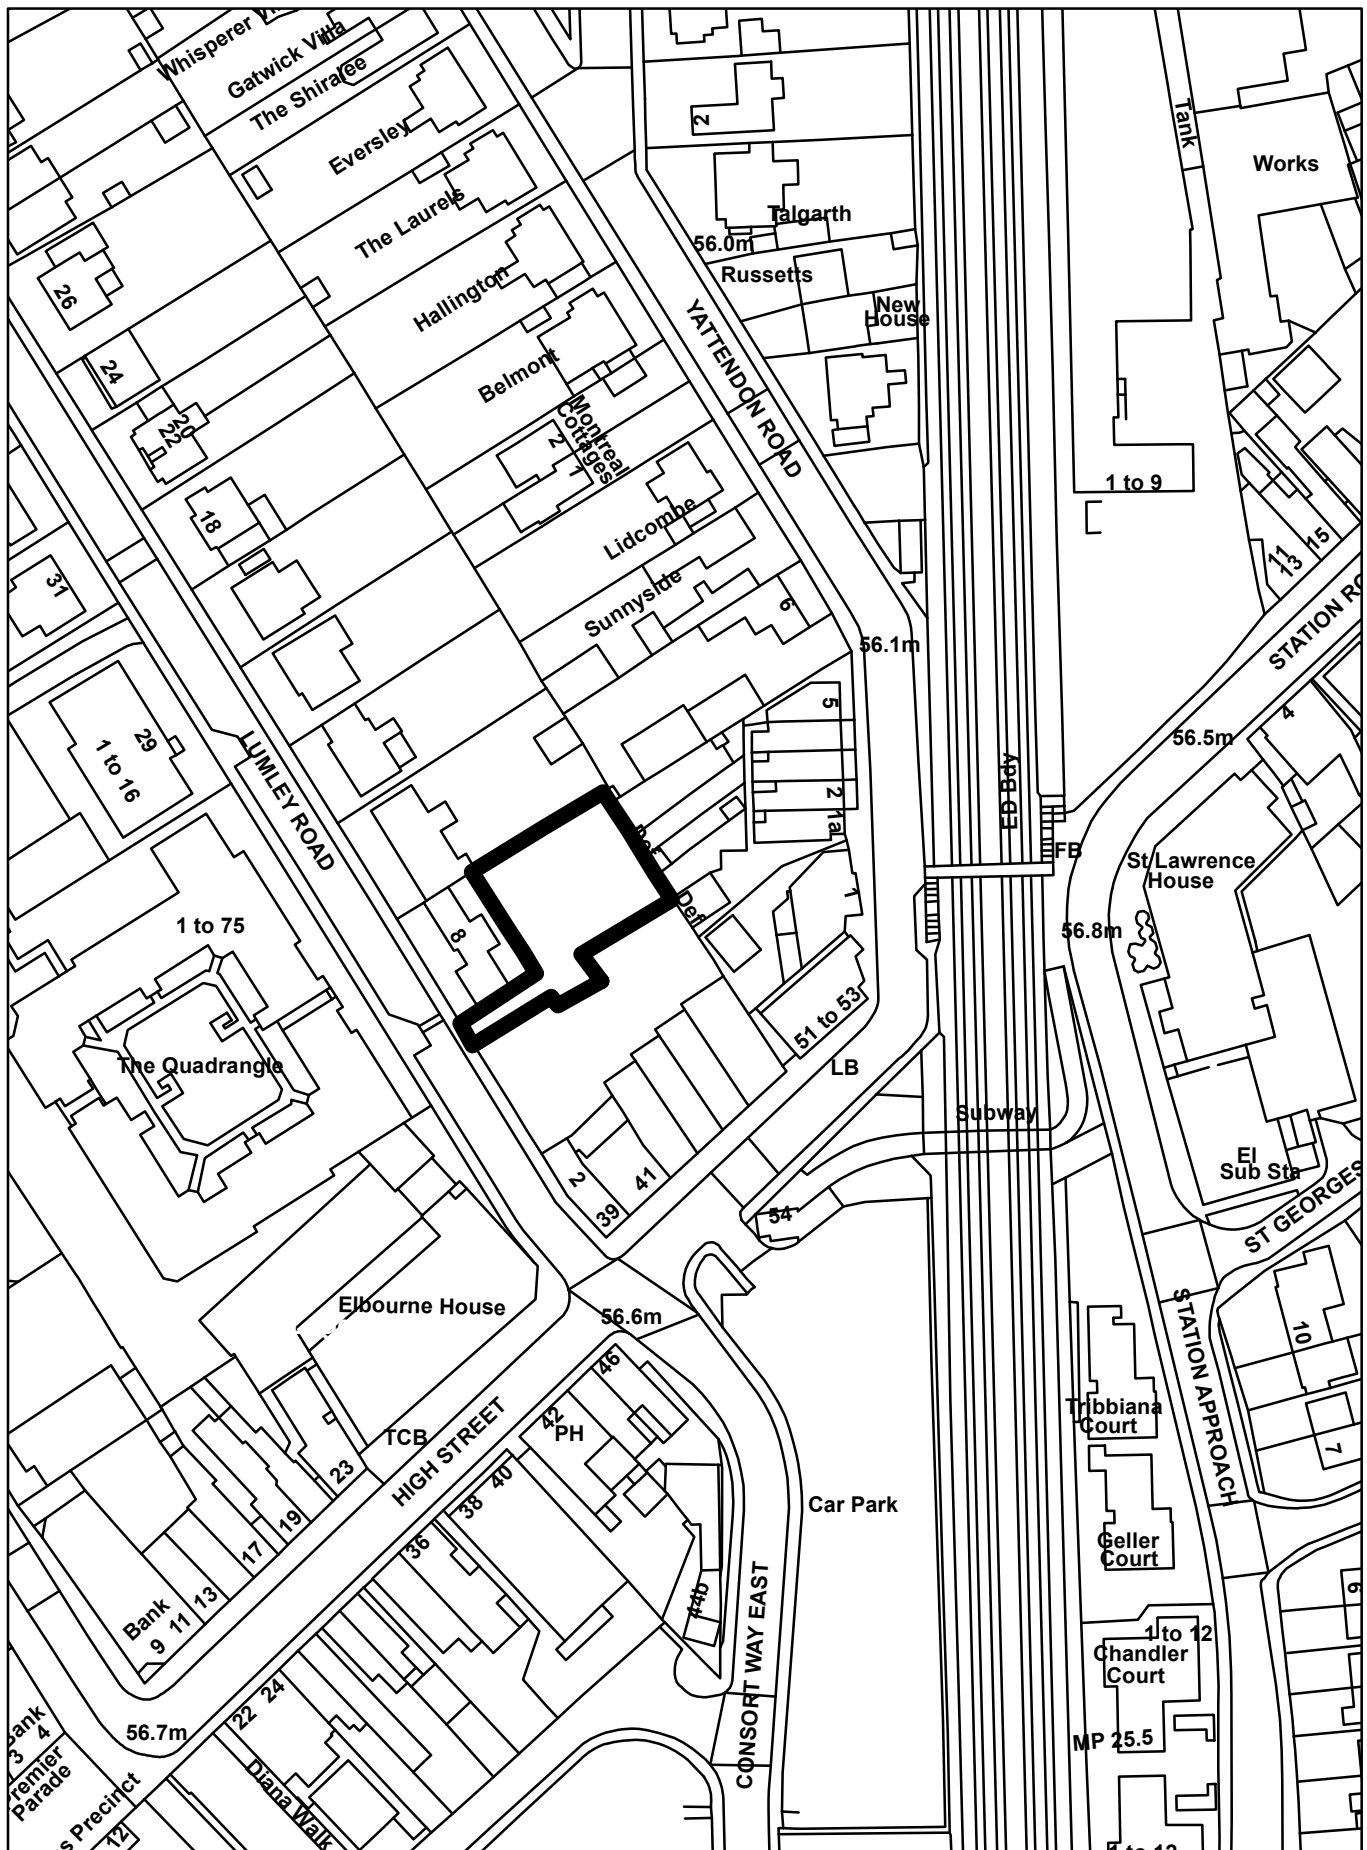 Whisperer
Gatwick Villa
The Shiralee
Eversley
The Laurels
Hallington
Belmont
2
Talgarth
56.0m
Russetts
New
House
Tank
Works
26
24
20
22
18
31
YATTENDON ROAD
Montreal
Cottages
2
1
Lidcombe
Sunnyside
6
1 to 9
11
13
15
STATION
56.1m
56.5m
4
29
1 to 16
LUMLEY ROAD
5
2
1a
1
ED Bdy
FB
St Lawrence
House
56.8m
Def
Def
8
1 to 75
The Quadrangle
51 to 53
LB
Subway
El
Sub Sta
ST GEORGES
2
39
41
54
Elbourne House
56.6m
STATION APPROACH
10
7
46
42
PH
TCB
HIGH STREET
23
40
38
36
19
17
13
11
9
Bank
Car Park
44b
CONSORT WAY EAST
Tribbiana
Court
Geller
Court
1 to 12
Chandler
Court
MP 25.5
6
56.7m
22
24
Diana Walk
Bank
4
3
Premier
Parade
Precinct
12
1 to 12